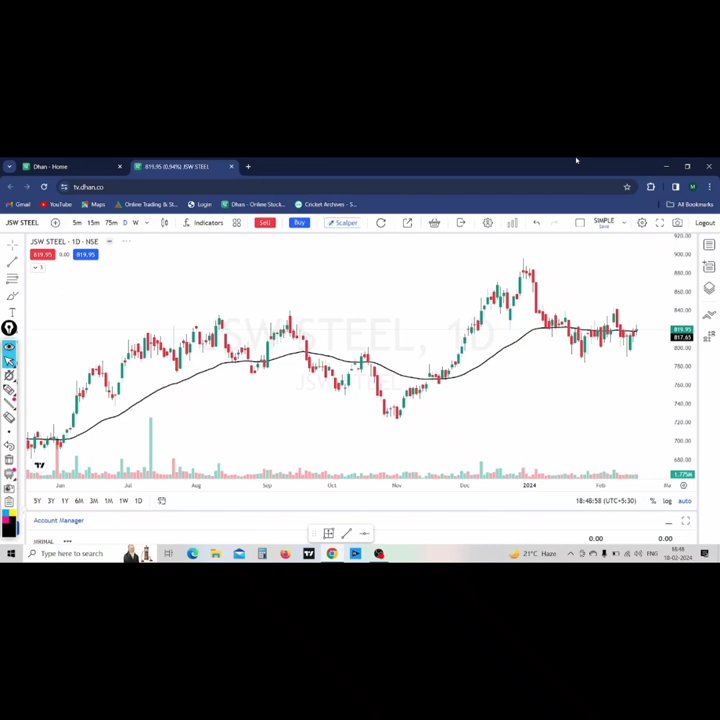 Dhan - Home
819.95 (0.94%) JSW STEEL
tv.dhan.co
Gmail YouTube Maps Online Trading & St... Login Dhan - Online Stock... Cricket Archives - S... All Bookmarks
JSW STEEL 5m 15m 75m D W Indicators Sell Buy Scalper SIMPLE Save Logout
JSW STEEL · 1D · NSE
819.95 0.00 819.95
3
JSW STEEL, 1D
JSW STEEL
920.00
900.00
880.00
860.00
840.00
819.95
817.65
800.00
780.00
760.00
740.00
720.00
700.00
680.00
1.775M
Jun Jul Aug Sep Oct Nov Dec 2024 Feb
5Y 3Y 1Y 6M 3M 1M 1W 1D 18:48:58 (UTC+5:30) % log auto
Account Manager
MINIMAL 0.00 0.00
Type here to search 21°C Haze ENG 18:48
18-02-2024